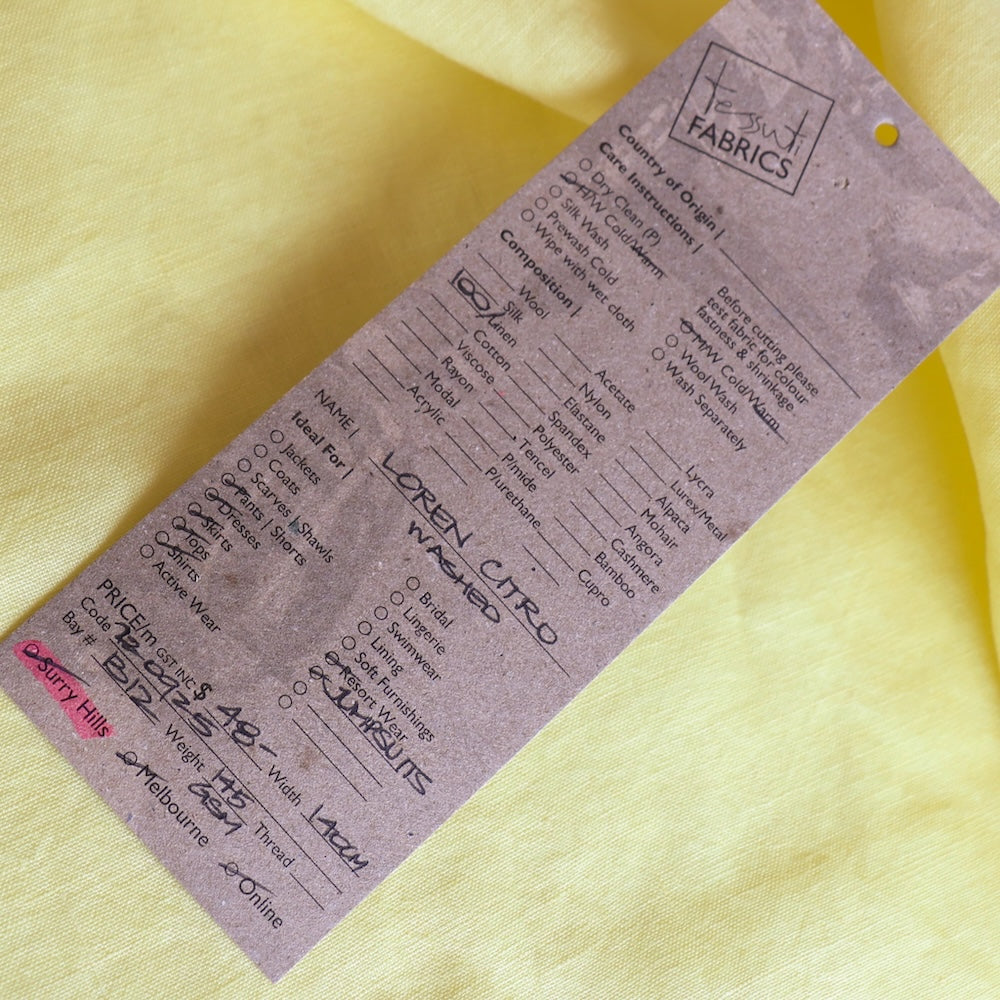 tessuti
FABRICS
Country of Origin |
Care Instructions |
Dry Clean (P)
H/W Cold/Warm
Silk Wash
Prewash Cold
Wipe with wet cloth
Before cutting please
test fabric for colour
fastness & shrinkage
M/W Cold/Warm
Wool Wash
Wash Separately
Composition |
Wool
Silk
100% Linen
Cotton
Viscose
Rayon
Modal
Acrylic
Acetate
Nylon
Elastane
Spandex
Polyester
Tencel
P/mide
P/urethane
Lycra
Lurex/Metal
Alpaca
Mohair
Angora
Cashmere
Bamboo
Cupro
NAME | LOREN CITRO
WASHED
Ideal For |
Jackets
Coats
Scarves | Shawls
Pants | Shorts
Dresses
Skirts
Tops
Shirts
Active Wear
Bridal
Lingerie
Swimwear
Lining
Soft Furnishings
Resort Wear
JUMPSUITS
PRICE/m GST INC $ 48- Width 140CM
Code Weight 145 GSM Thread
Bay # B12
Surry Hills Melbourne Online